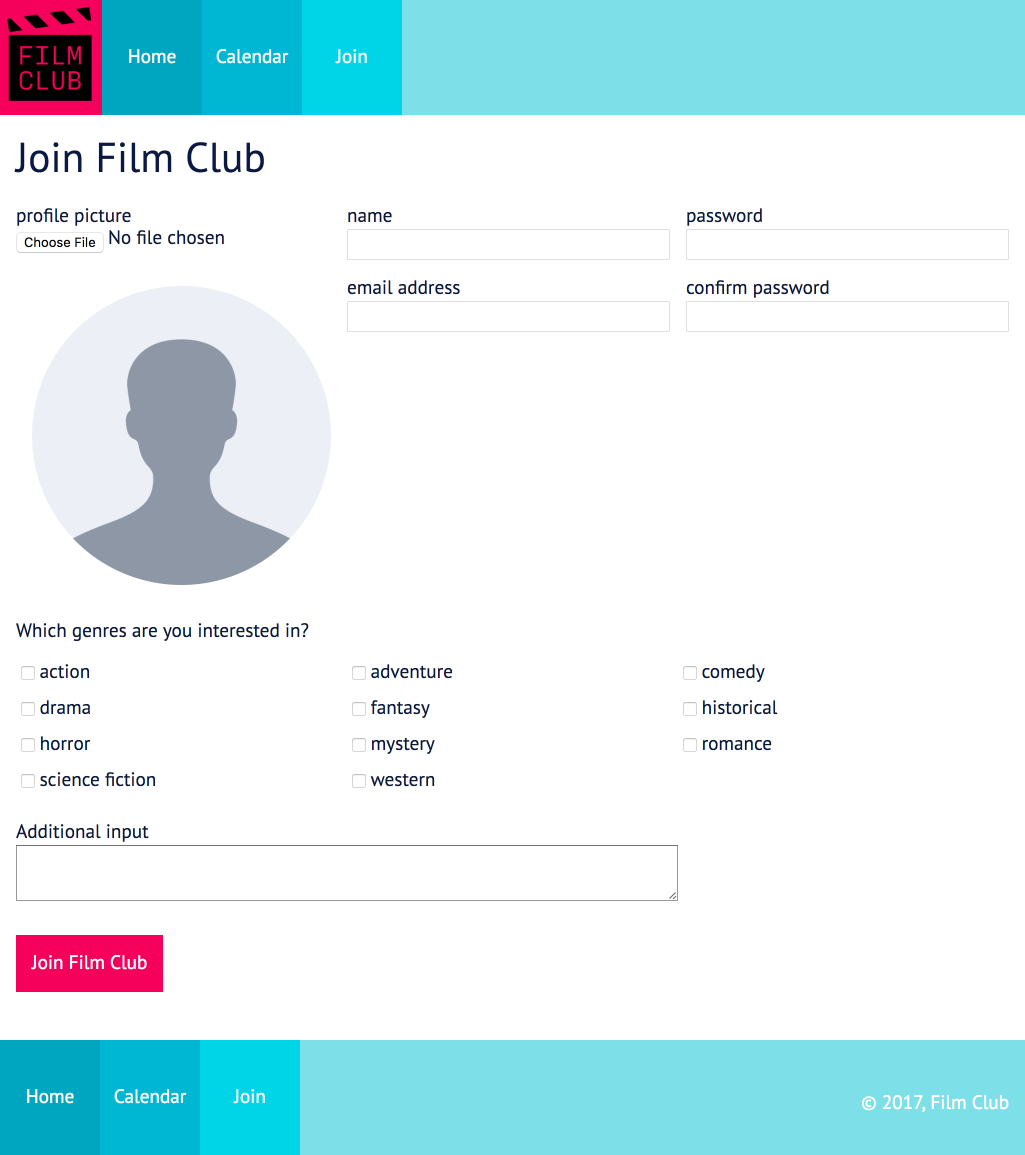 FILM
CLUB
Home
Calendar
Join
Join Film Club
profile picture
Choose File No file chosen
name
password
email address
confirm password
Which genres are you interested in?
action
adventure
comedy
drama
fantasy
historical
horror
mystery
romance
science fiction
western
Additional input
Join Film Club
Home
Calendar
Join
© 2017, Film Club